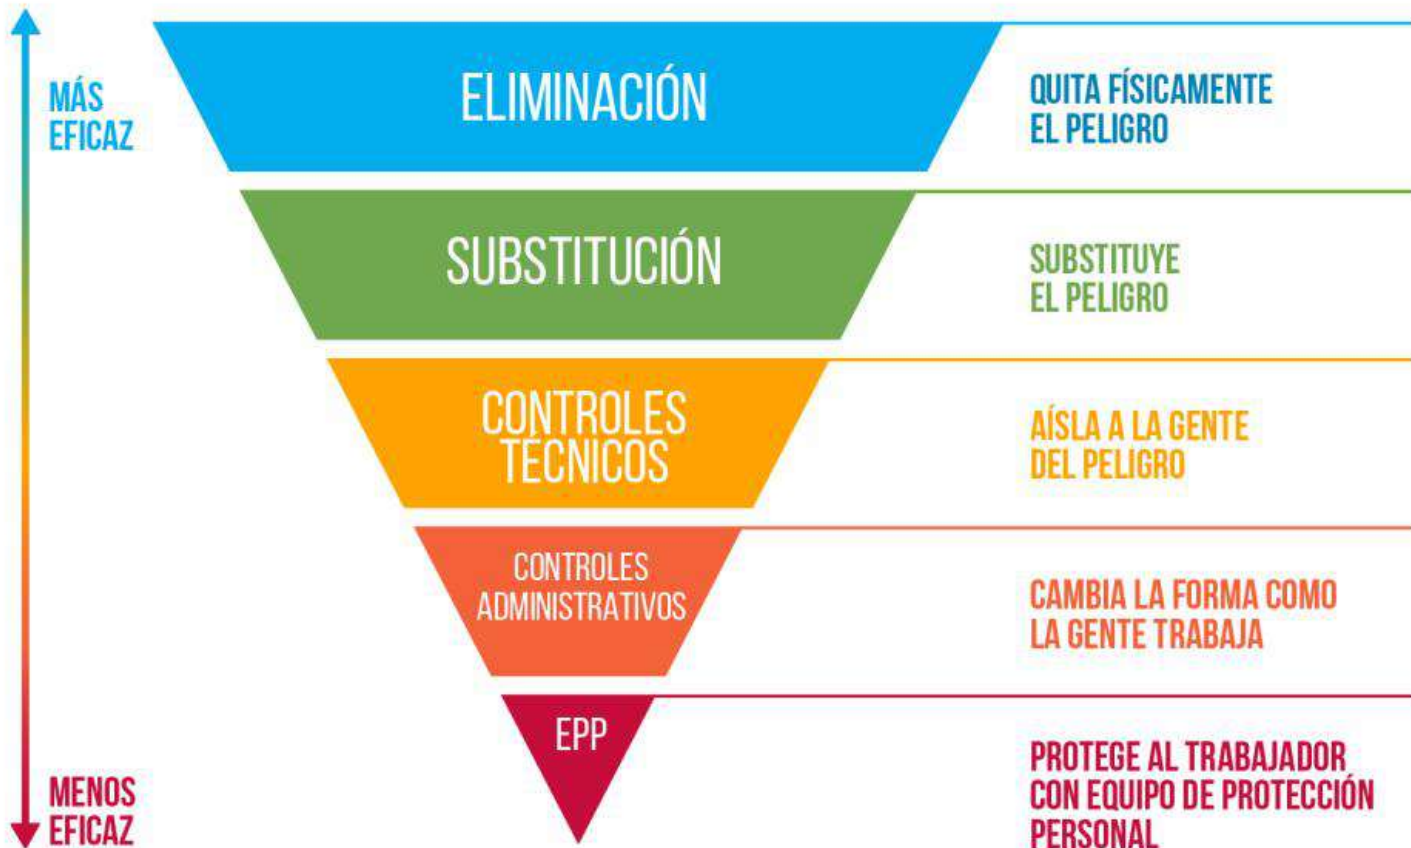 MÁS
EFICAZ
ELIMINACIÓN
QUITA FÍSICAMENTE
EL PELIGRO
SUBSTITUCIÓN
SUBSTITUYE
EL PELIGRO
CONTROLES
TÉCNICOS
AÍSLA A LA GENTE
DEL PELIGRO
CONTROLES
ADMINISTRATIVOS
CAMBIA LA FORMA COMO
LA GENTE TRABAJA
EPP
PROTEGE AL TRABAJADOR
CON EQUIPO DE PROTECCIÓN
PERSONAL
MENOS
EFICAZ